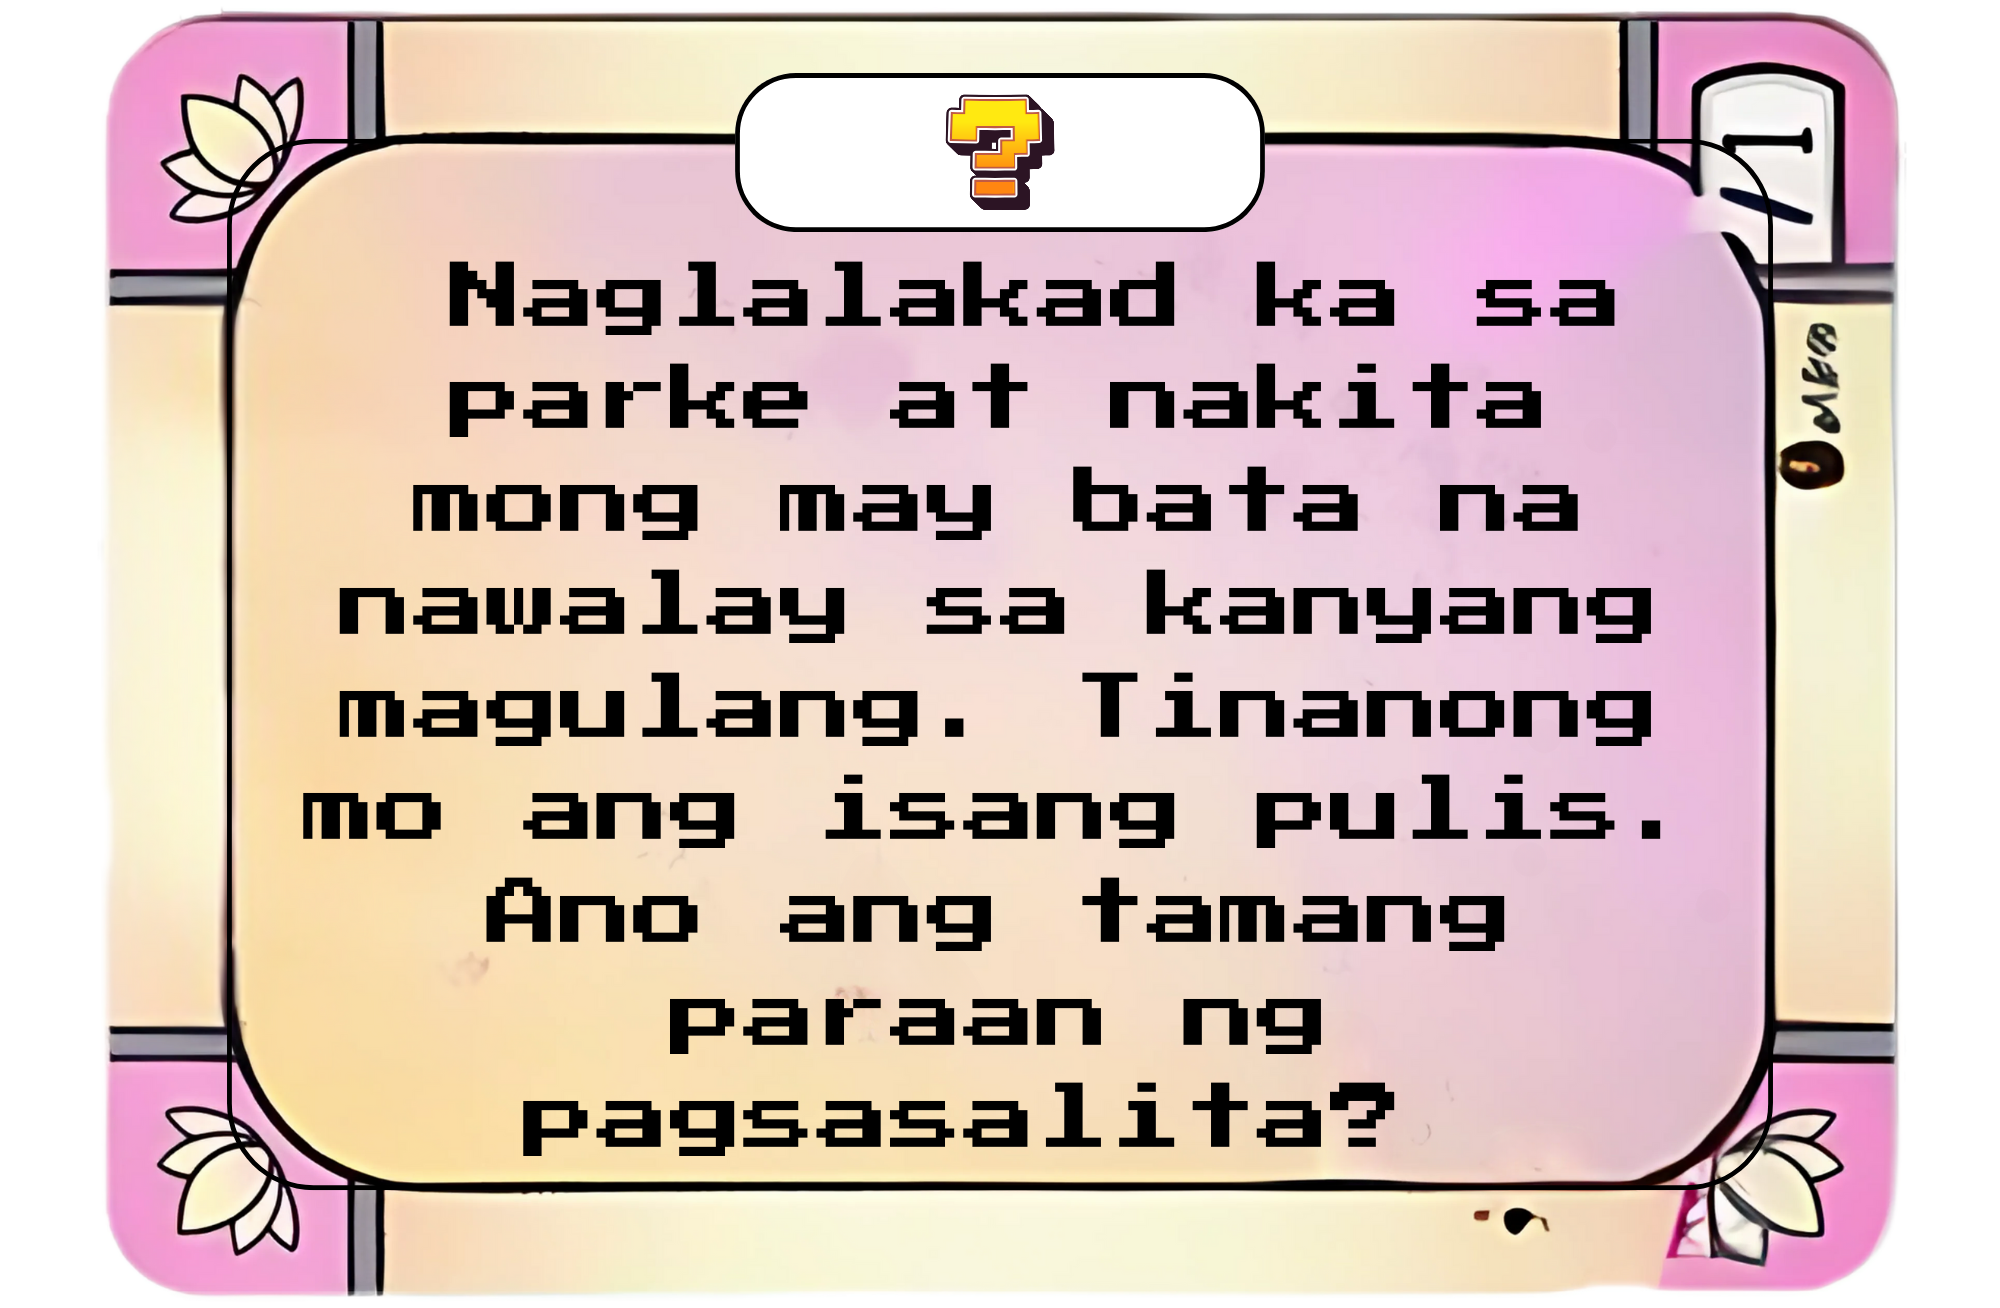 ?
Naglalakad ka sa
parke at nakita
mong may bata na
nawalay sa kanyang
magulang. Tinanong
mo ang isang pulis.
Ano ang tamang
paraan ng
pagsasalita?